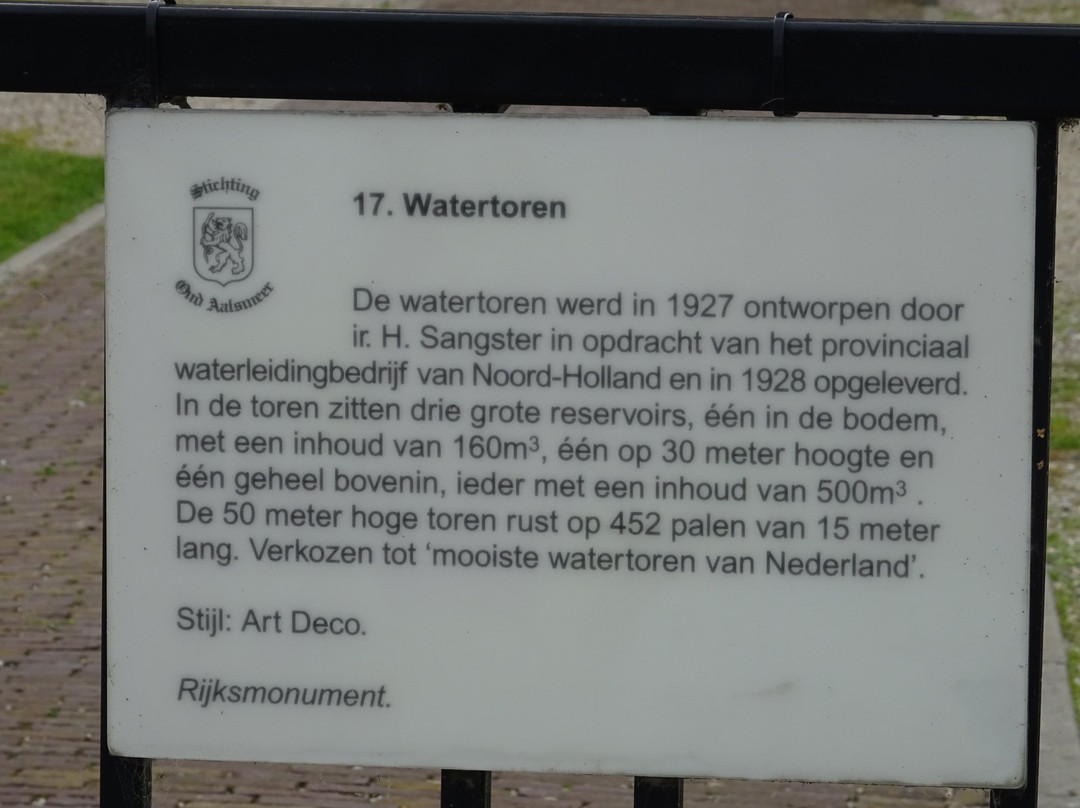 Stichting
Oud Aalsmeer
17. Watertoren
De watertoren werd in 1927 ontworpen door
ir. H. Sangster in opdracht van het provinciaal
waterleidingbedrijf van Noord-Holland en in 1928 opgeleverd.
In de toren zitten drie grote reservoirs, één in de bodem,
met een inhoud van 160m³, één op 30 meter hoogte en
één geheel bovenin, ieder met een inhoud van 500m³ .
De 50 meter hoge toren rust op 452 palen van 15 meter
lang. Verkozen tot ‘mooiste watertoren van Nederland’.
Stijl: Art Deco.
Rijksmonument.